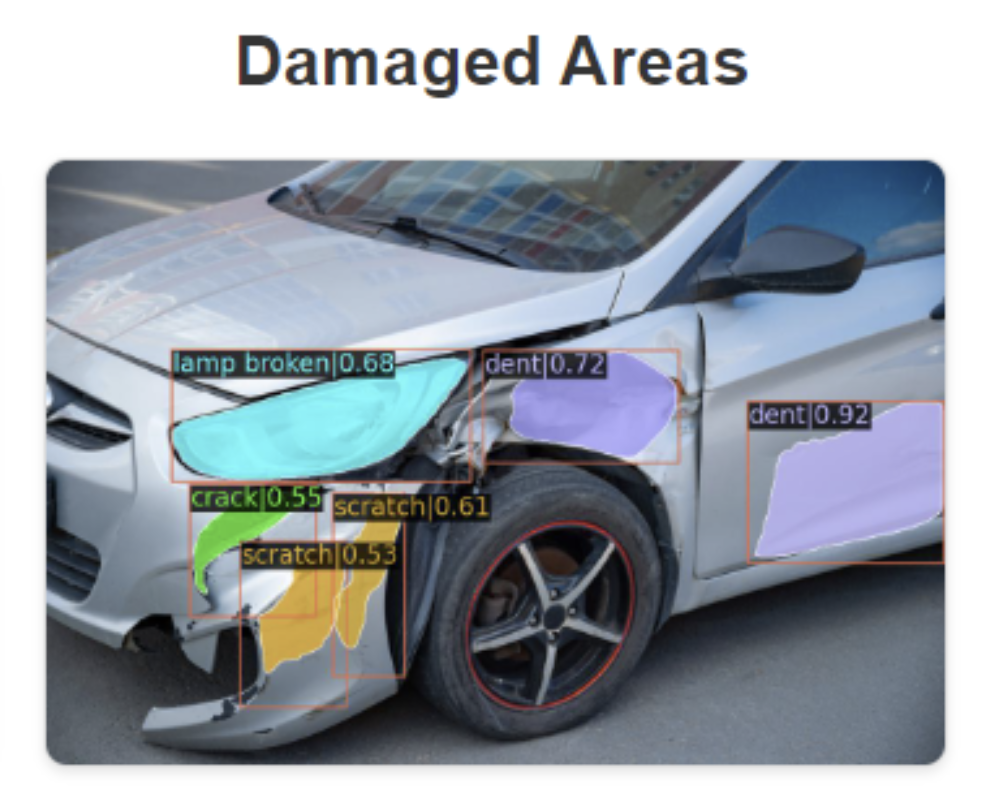 Damaged Areas
lamp broken|0.68
dent|0.72
dent|0.92
crack|0.55
scratch|0.61
scratch|0.53